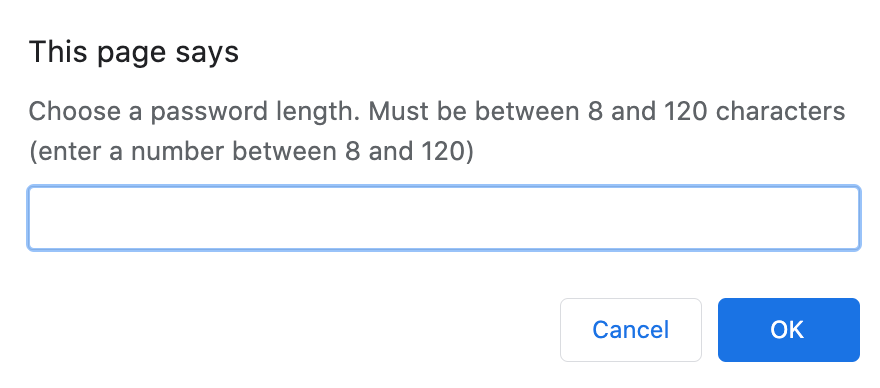 This page says
Choose a password length. Must be between 8 and 120 characters
(enter a number between 8 and 120)
Cancel OK